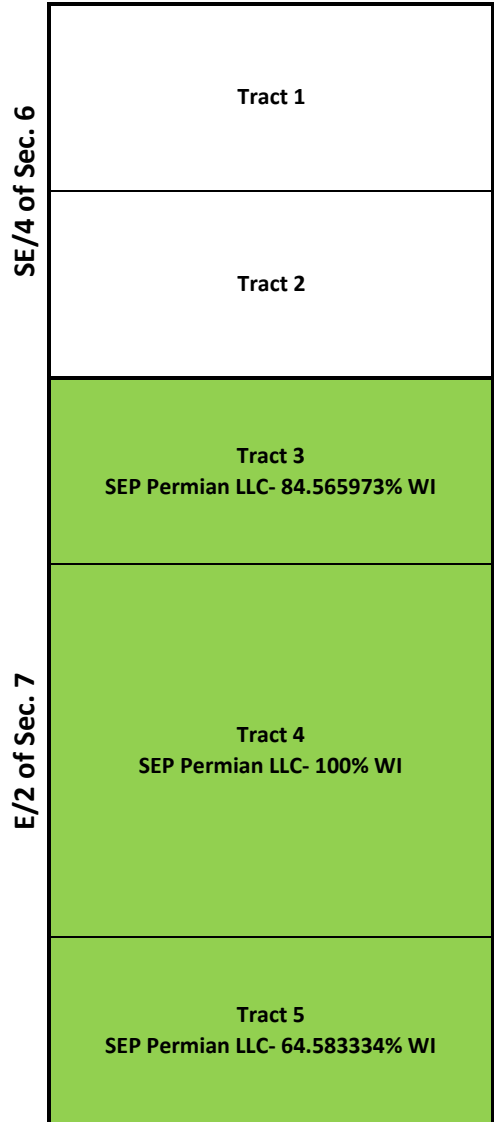 SE/4 of Sec. 6
Tract 1
Tract 2
E/2 of Sec. 7
Tract 3
SEP Permian LLC- 84.565973% WI
Tract 4
SEP Permian LLC- 100% WI
Tract 5
SEP Permian LLC- 64.583334% WI